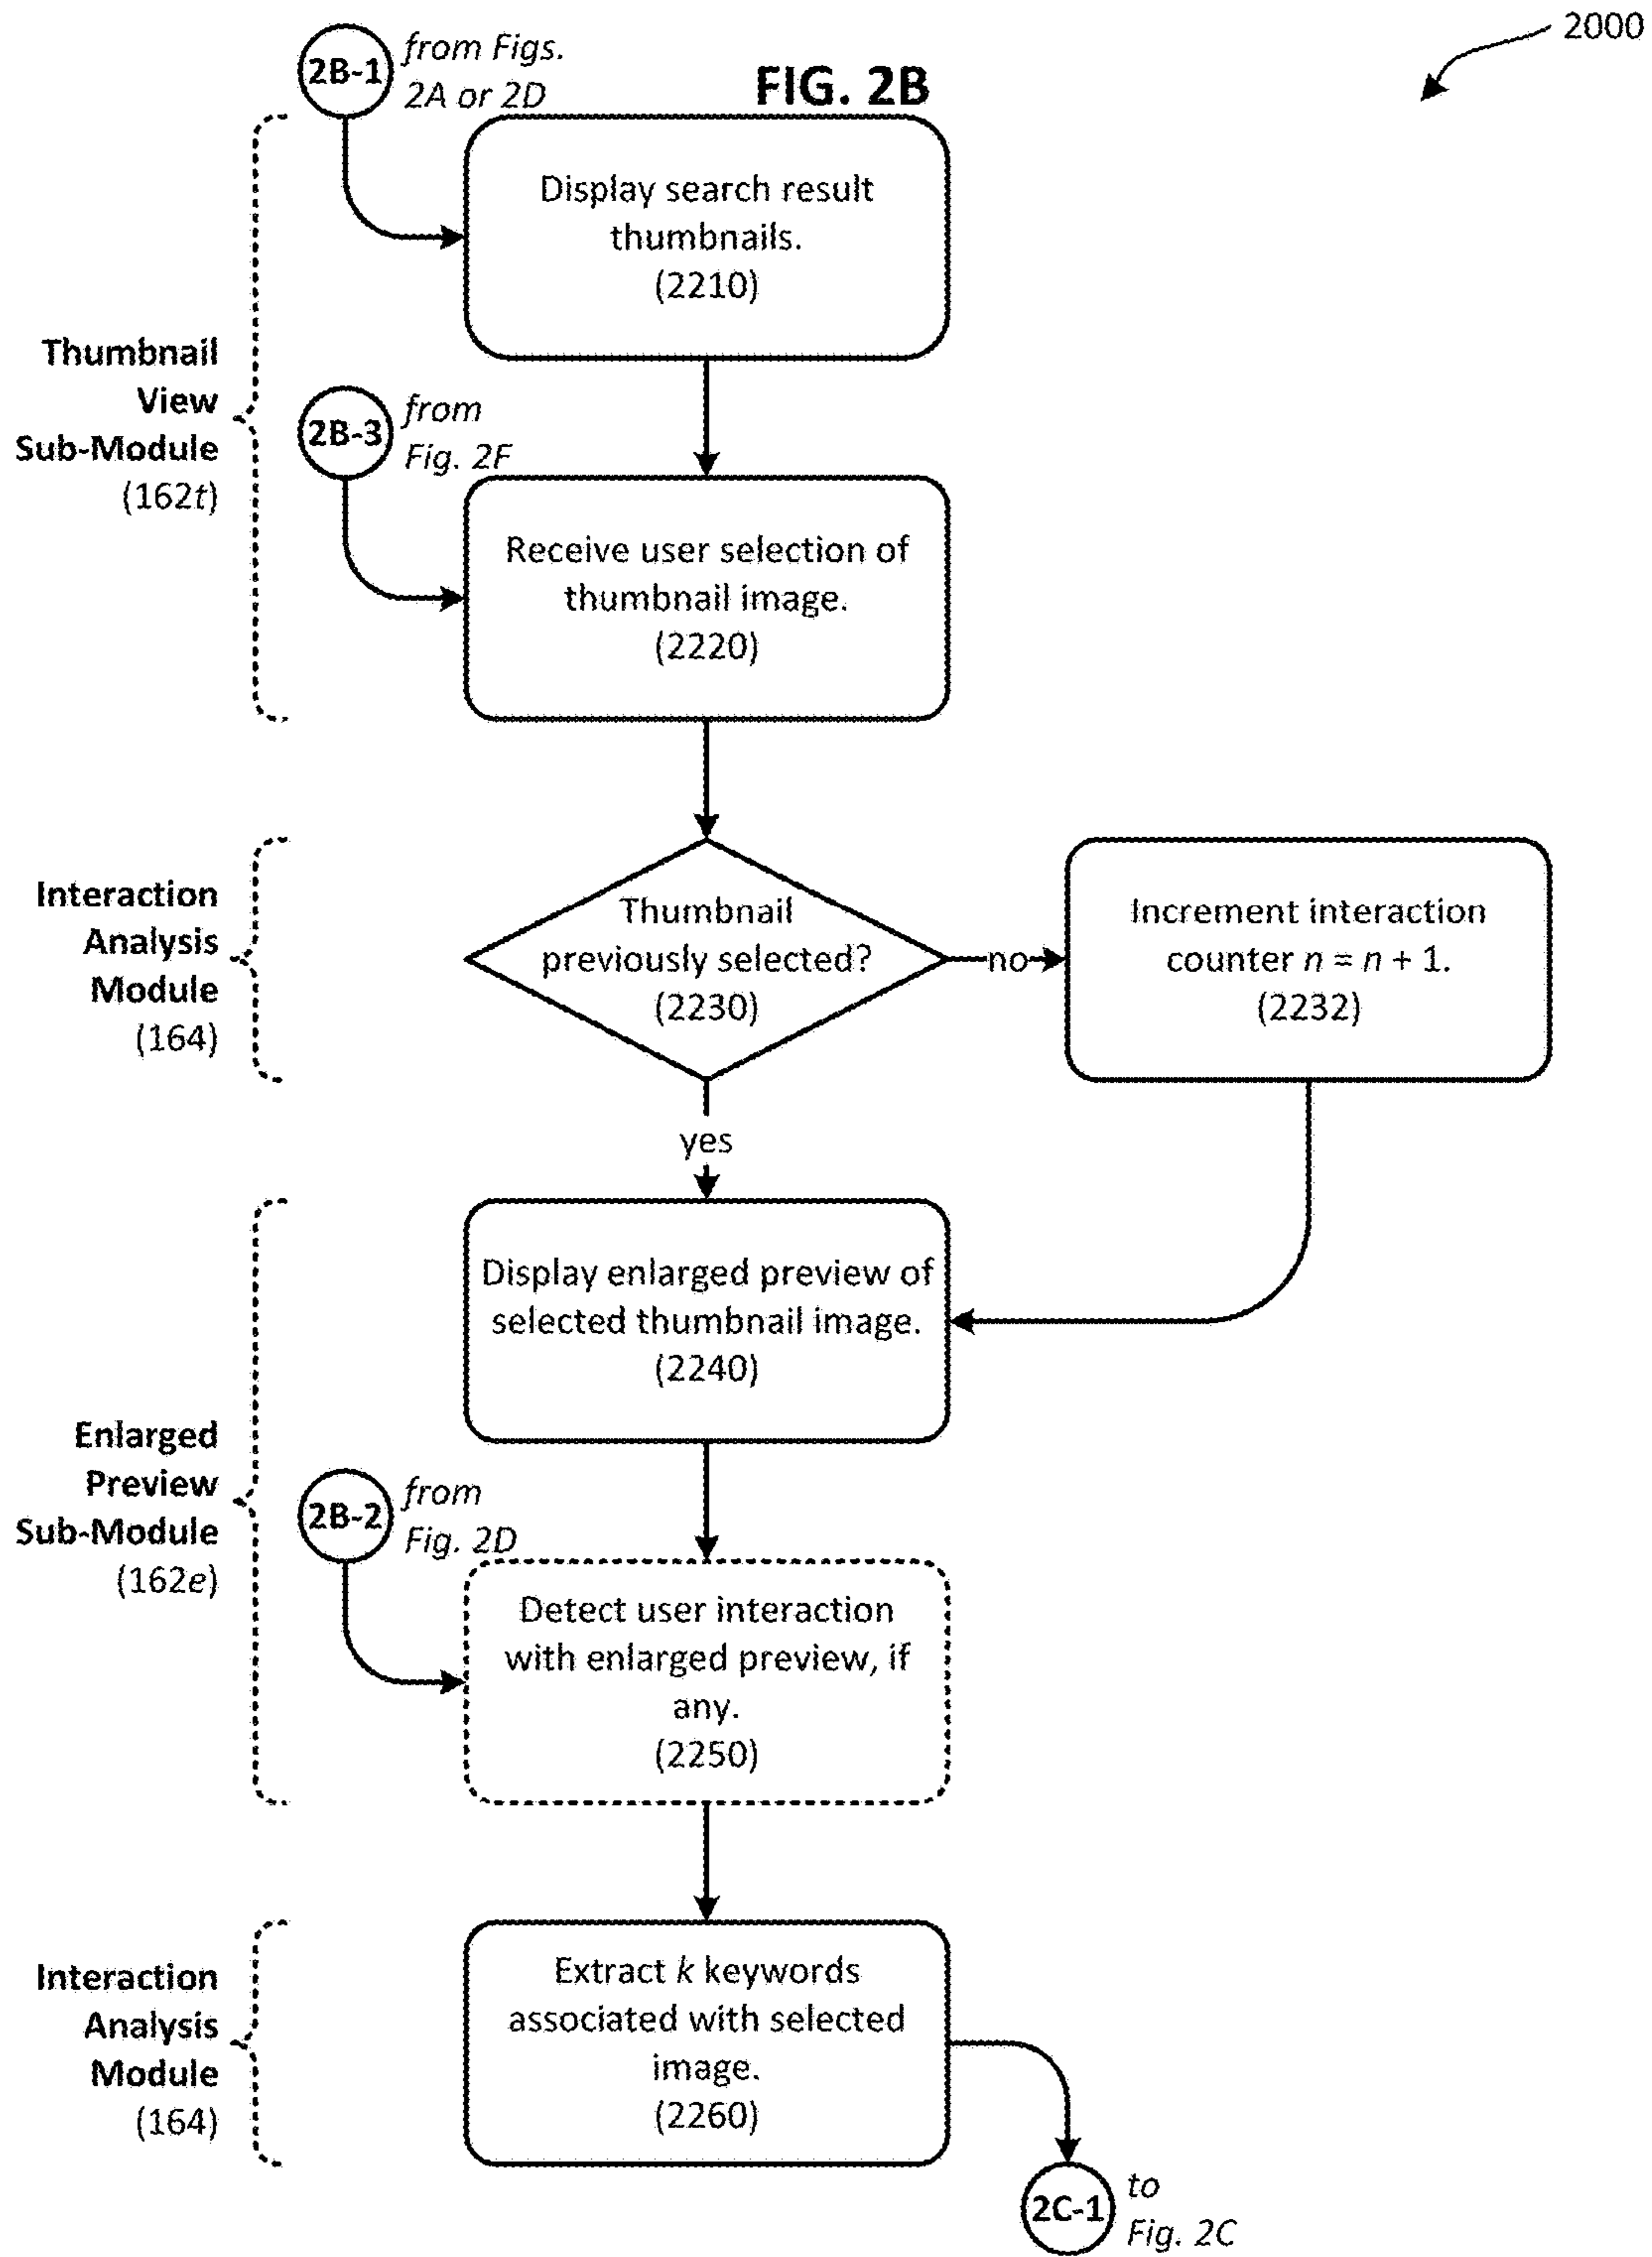 2000
2B-1
from Figs.
2A or 2D
FIG. 2B
Display search result
thumbnails.
(2210)
Thumbnail
View
Sub-Module
(162t)
2B-3
from
Fig. 2F
Receive user selection of
thumbnail image.
(2220)
Interaction
Analysis
Module
(164)
Thumbnail
previously selected?
(2230)
no
Increment interaction
counter n = n + 1.
(2232)
yes
Display enlarged preview of
selected thumbnail image.
(2240)
Enlarged
Preview
Sub-Module
(162e)
2B-2
from
Fig. 2D
Detect user interaction
with enlarged preview, if
any.
(2250)
Interaction
Analysis
Module
(164)
Extract k keywords
associated with selected
image.
(2260)
2C-1
to
Fig. 2C